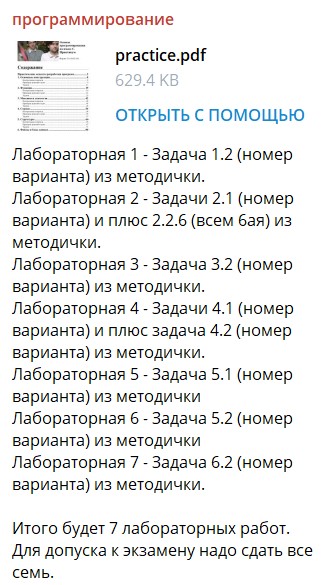 программирование
practice.pdf
629.4 KB
ОТКРЫТЬ С ПОМОЩЬЮ
Содержание
Лабораторная 1 - Задача 1.2 (номер
варианта) из методички.
Лабораторная 2 - Задачи 2.1 (номер
варианта) и плюс 2.2.6 (всем 6ая) из
методички.
Лабораторная 3 - Задача 3.2 (номер
варианта) из методички.
Лабораторная 4 - Задачи 4.1 (номер
варианта) и плюс задача 4.2 (номер
варианта) из методички.
Лабораторная 5 - Задача 5.1 (номер
варианта) из методички
Лабораторная 6 - Задача 5.2 (номер
варианта) из методички
Лабораторная 7 - Задача 6.2 (номер
варианта) из методички.
Итого будет 7 лабораторных работ.
Для допуска к экзамену надо сдать все
семь.